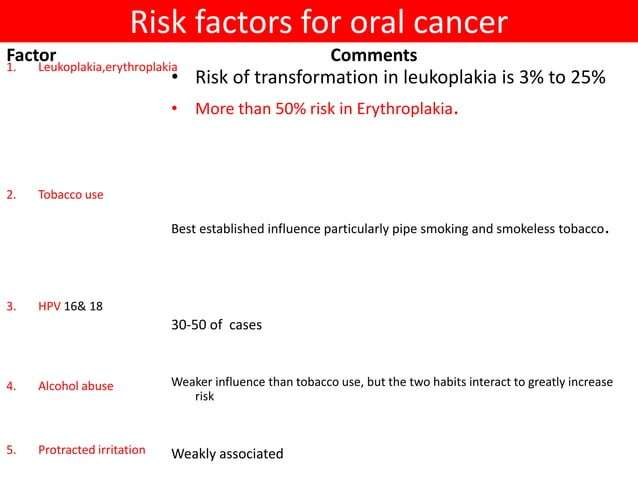 Risk factors for oral cancer
Factor Comments
1. Leukoplakia,erythroplakia
• Risk of transformation in leukoplakia is 3% to 25%
• More than 50% risk in Erythroplakia.
2. Tobacco use
Best established influence particularly pipe smoking and smokeless tobacco.
3. HPV 16& 18
30-50 of cases
4. Alcohol abuse
Weaker influence than tobacco use, but the two habits interact to greatly increase
risk
5. Protracted irritation
Weakly associated